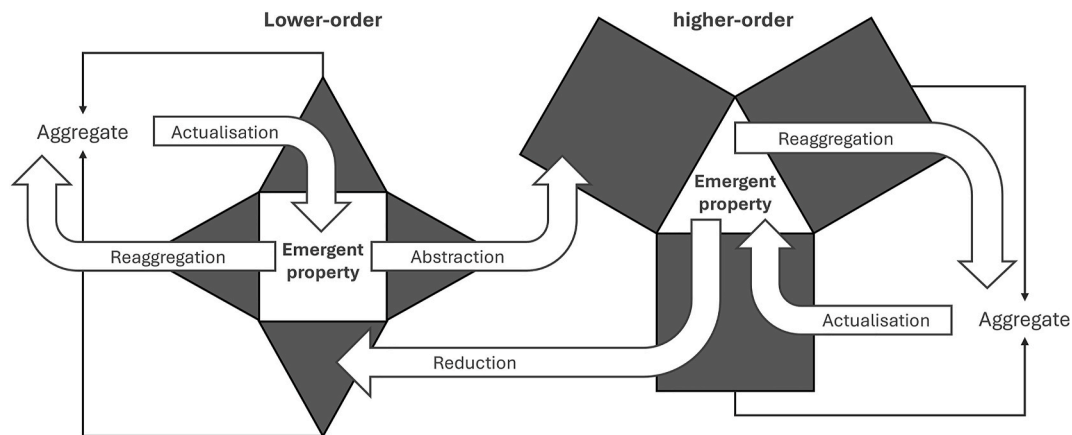 Lower-order
higher-order
Aggregate
Actualisation
Reaggregation
Emergent
property
Abstraction
Reduction
Emergent
property
Reaggregation
Actualisation
Aggregate